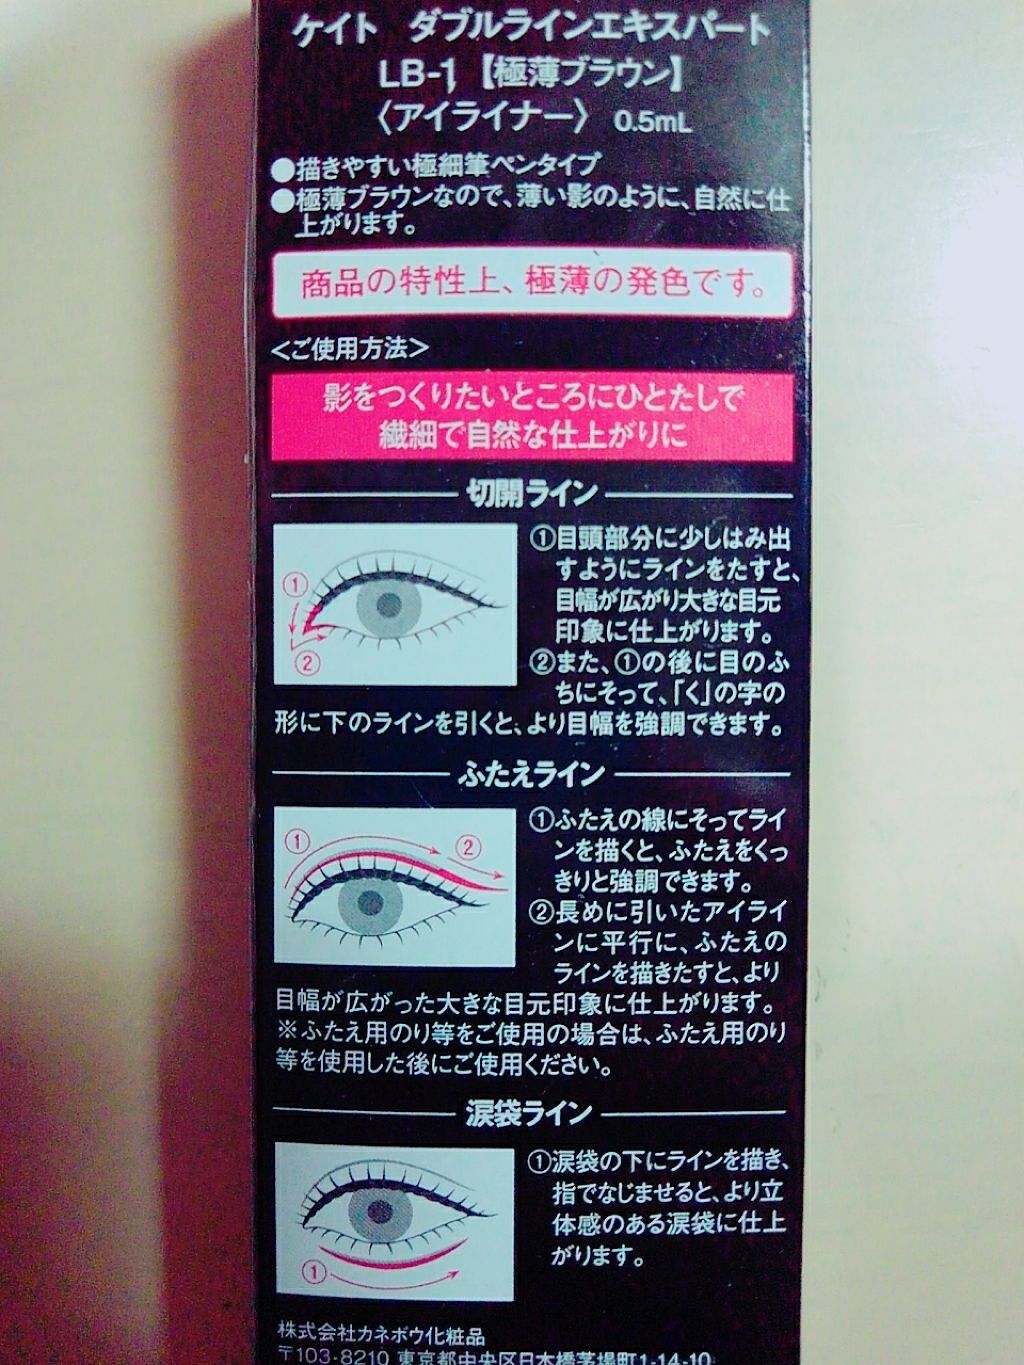 ケイト ダブルラインエキスパート
LB-1【極薄ブラウン】
〈アイライナー〉 0.5mL
●描きやすい極細筆ペンタイプ
●極薄ブラウンなので、薄い影のように、自然に仕
上がります。
商品の特性上、極薄の発色です。
<ご使用方法>
影をつくりたいところにひとたしで
繊細で自然な仕上がりに
切開ライン
①目頭部分に少しはみ出
すようにラインをたすと、
目幅が広がり大きな目元
印象に仕上がります。
②また、①の後に目のふ
ちにそって、「く」の字の
形に下のラインを引くと、より目幅を強調できます。
①
②
ふたえライン
①ふたえの線にそってライ
ンを描くと、ふたえをくっ
きりと強調できます。
②長めに引いたアイライ
ンに平行に、ふたえの
ラインを描きたすと、より
目幅が広がった大きな目元印象に仕上がります。
※ふたえ用のり等をご使用の場合は、ふたえ用のり
等を使用した後にご使用ください。
①
②
涙袋ライン
①涙袋の下にラインを描き、
指でなじませると、より立
体感のある涙袋に仕上
がります。
①
株式会社カネボウ化粧品
〒103-8210 東京都中央区日本橋茅場町1-14-10